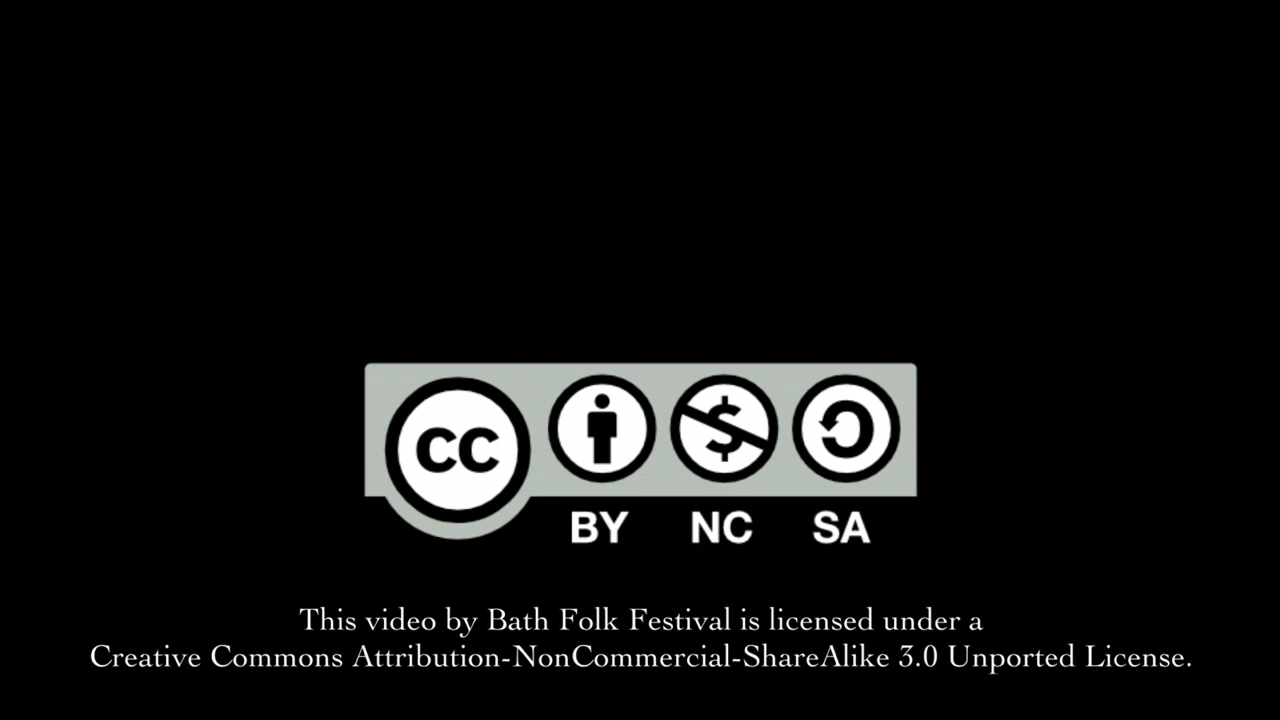 CC
BY NC SA
This video by Bath Folk Festival is licensed under a
Creative Commons Attribution-NonCommercial-ShareAlike 3.0 Unported License.